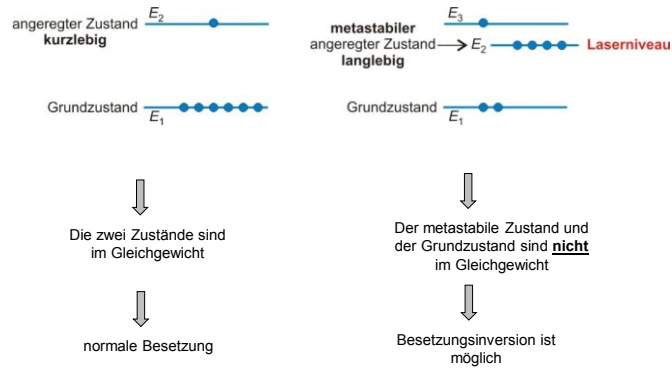 angeregter Zustand
kurzlebig
E2
Grundzustand
E1
Die zwei Zustände sind
im Gleichgewicht
normale Besetzung
E3
metastabiler
angeregter Zustand
langlebig
E2
Laserniveau
Grundzustand
E1
Der metastabile Zustand und
der Grundzustand sind nicht
im Gleichgewicht
Besetzungsinversion ist
möglich